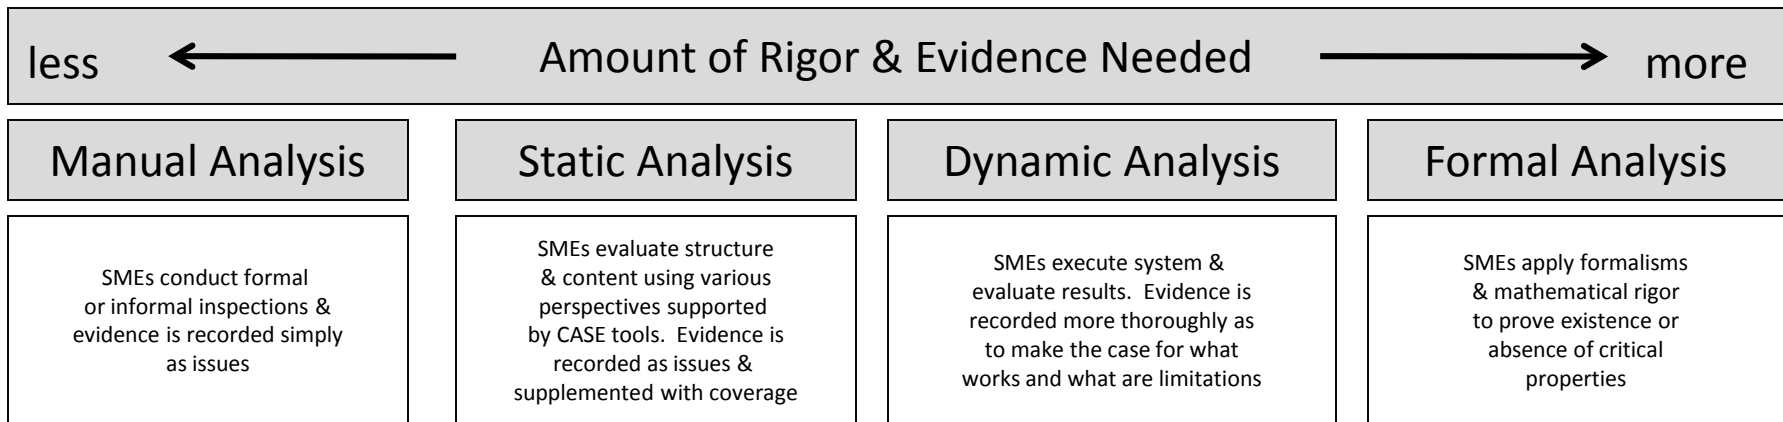 less Amount of Rigor & Evidence Needed more
Manual Analysis
SMEs conduct formal
or informal inspections &
evidence is recorded simply
as issues
Static Analysis
SMEs evaluate structure
& content using various
perspectives supported
by CASE tools.  Evidence is
recorded as issues &
supplemented with coverage
Dynamic Analysis
SMEs execute system &
evaluate results.  Evidence is
recorded more thoroughly as
to make the case for what
works and what are limitations
Formal Analysis
SMEs apply formalisms
& mathematical rigor
to prove existence or
absence of critical
properties